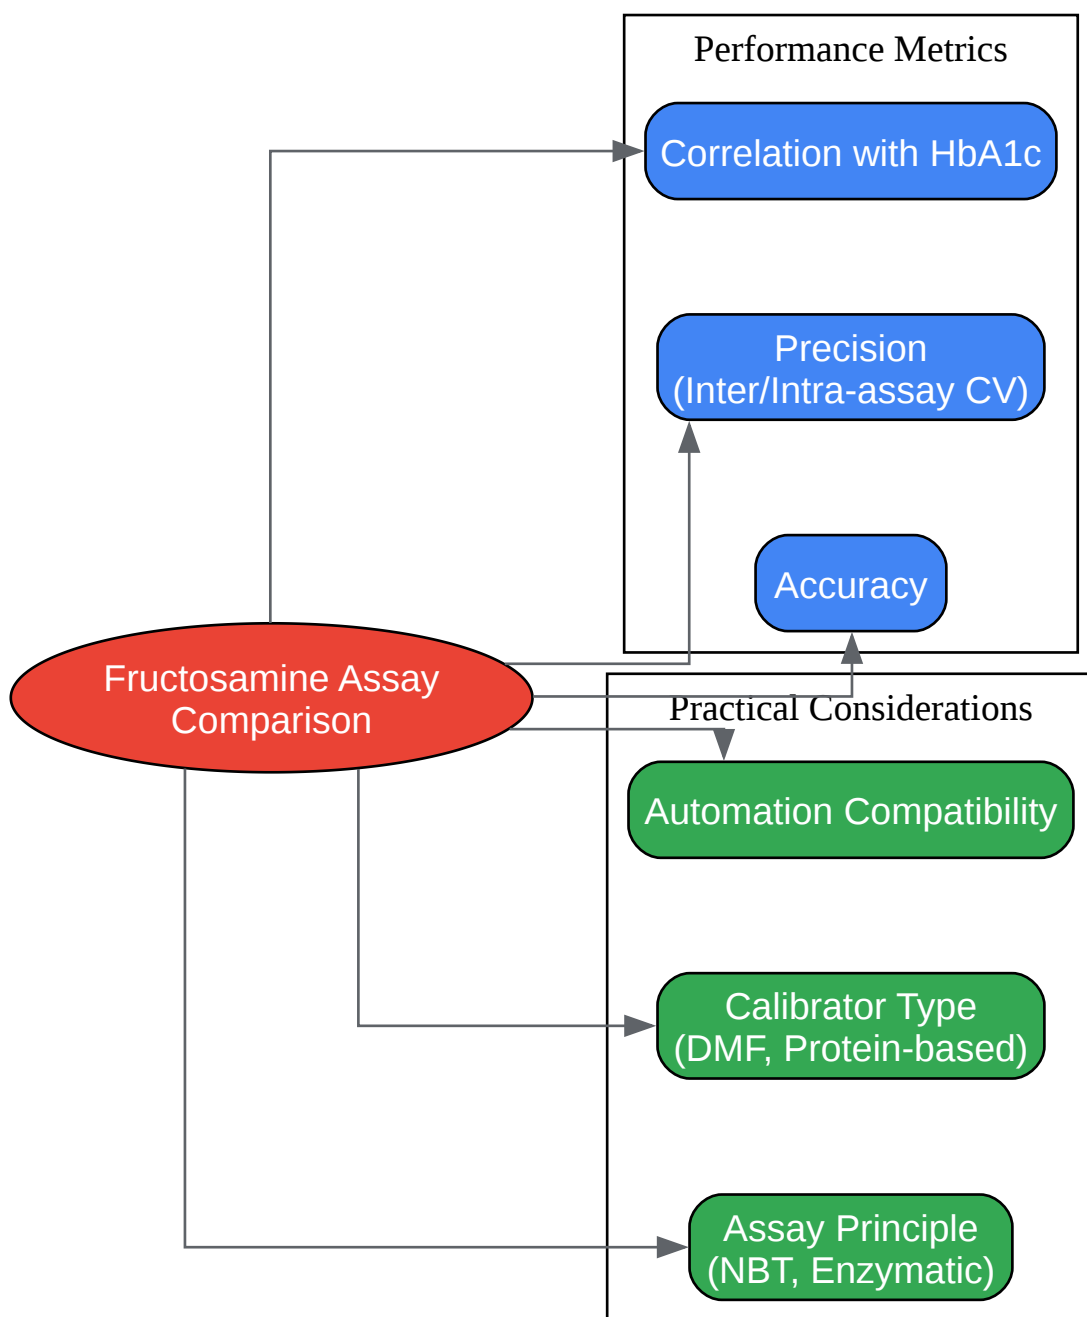 Performance Metrics
Correlation with HbA1c
Precision
(Inter/Intra-assay CV)
Accuracy
Fructosamine Assay
Comparison
Practical Considerations
Automation Compatibility
Calibrator Type
(DMF, Protein-based)
Assay Principle
(NBT, Enzymatic)